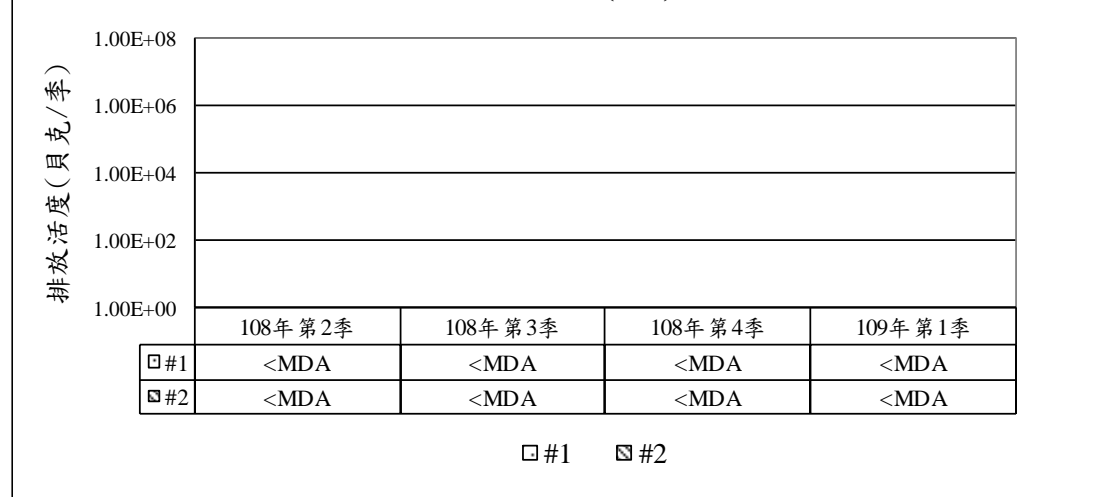 1.00E+08
1.00E+06
1.00E+04
1.00E+02
1.00E+00
排放活度(貝克/季)
108年第2季 108年第3季 108年第4季 109年第1季
#1 <MDA <MDA <MDA <MDA
#2 <MDA <MDA <MDA <MDA
#1 #2